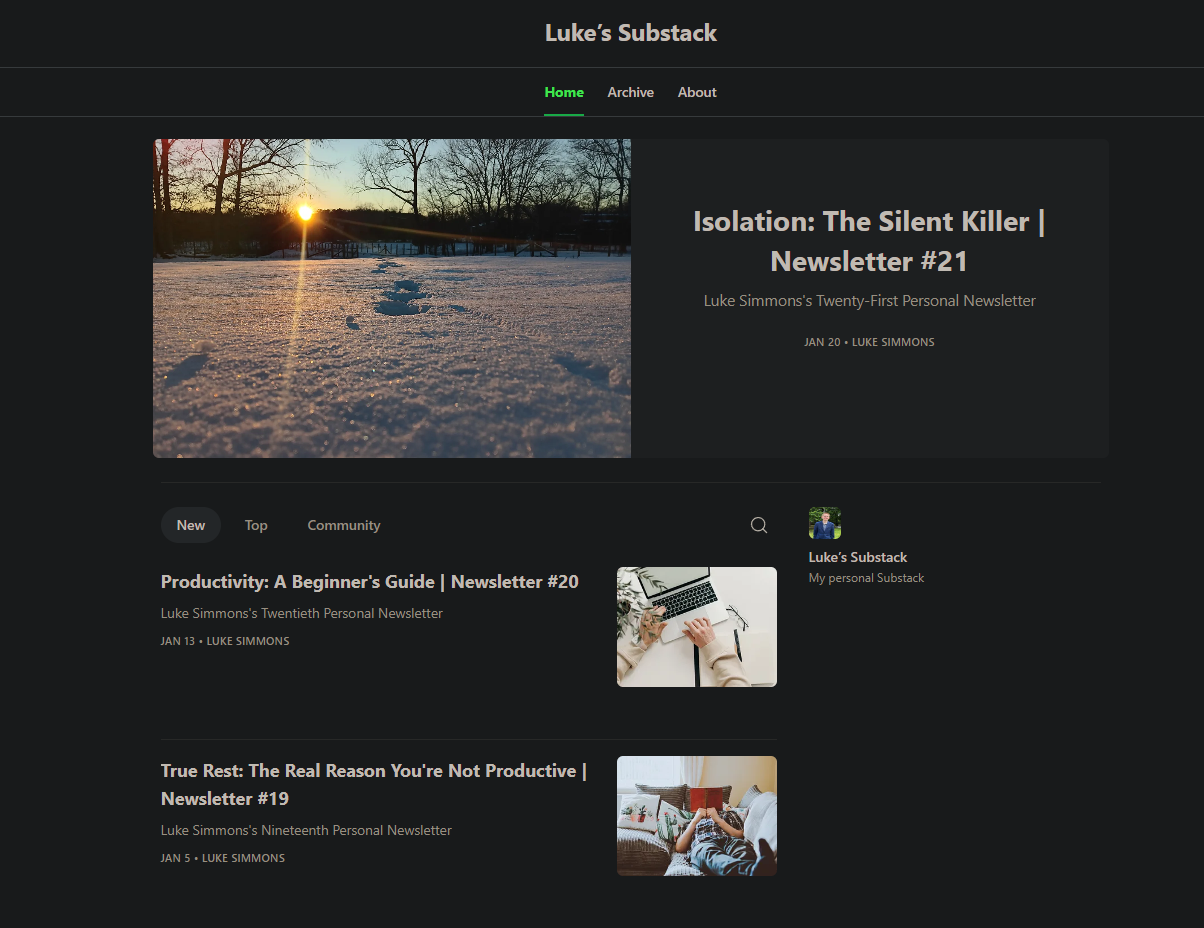 Luke’s Substack
Home Archive About
Isolation: The Silent Killer |
Newsletter #21
Luke Simmons's Twenty-First Personal Newsletter
JAN 20 • LUKE SIMMONS
New Top Community
Luke’s Substack
My personal Substack
Productivity: A Beginner's Guide | Newsletter #20
Luke Simmons's Twentieth Personal Newsletter
JAN 13 • LUKE SIMMONS
True Rest: The Real Reason You're Not Productive |
Newsletter #19
Luke Simmons's Nineteenth Personal Newsletter
JAN 5 • LUKE SIMMONS